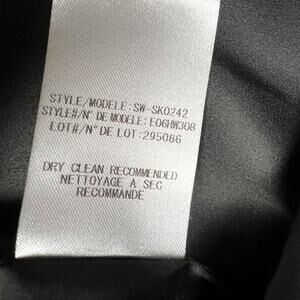 STYLE/MODELE: SW-SK0242
STYLE#/N° DE MODELE: E06HW308
LOT#/N° DE LOT: 295086
DRY CLEAN RECOMMENDED
NETTOYAGE A SEC
RECOMMANDE